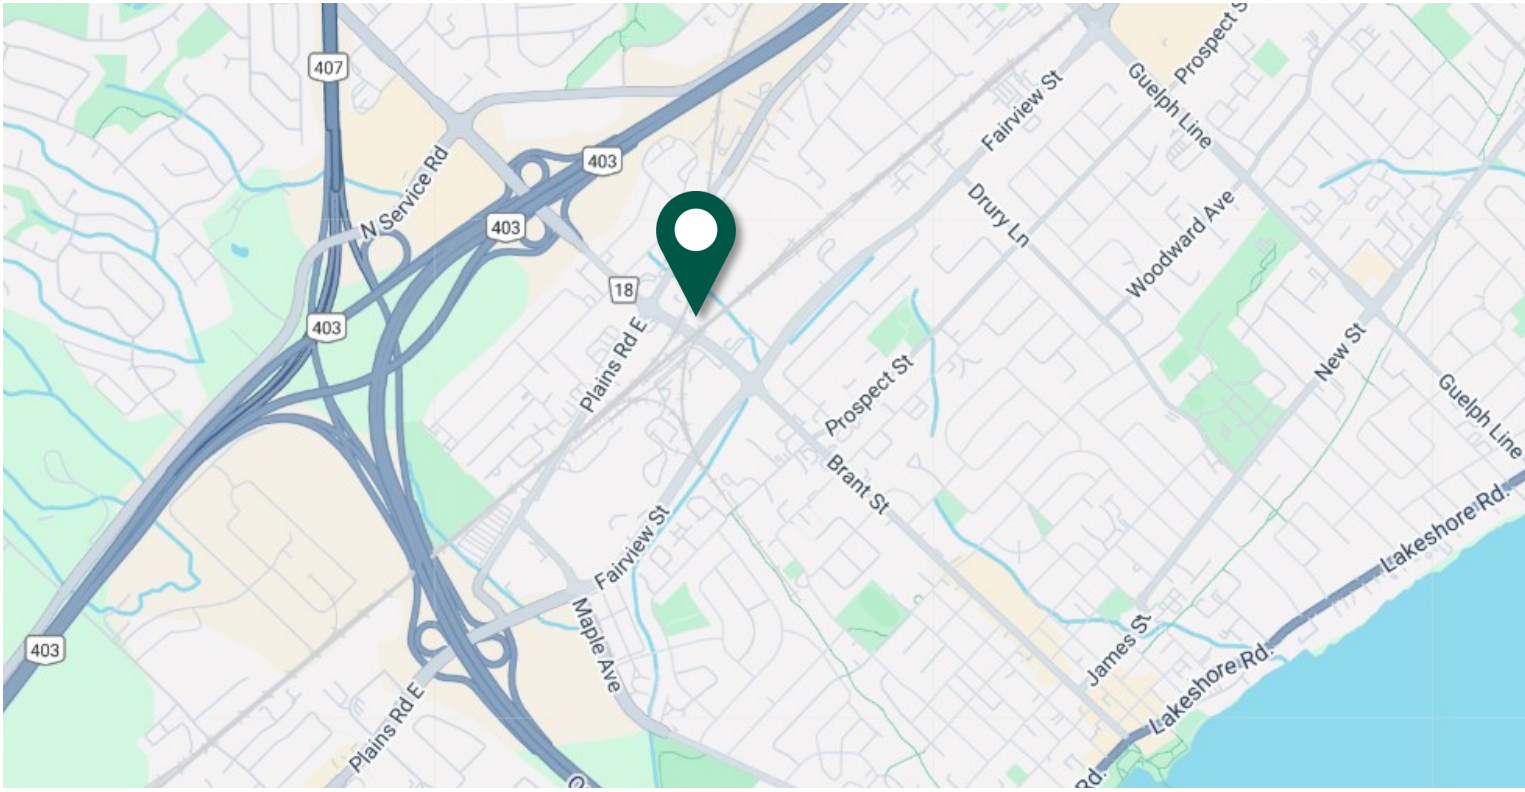 Prospect S
407
Guelph Line
Fairview St
403
N Service Rd
403
Drury Ln
Woodward Ave
18
403
Plains Rd E
New St
Prospect St
Guelph Line
Brant St
Lakeshore Rd.
Fairview St
Maple Ave
James St
403
Lakeshore Rd.
Plains Rd E
Rd.